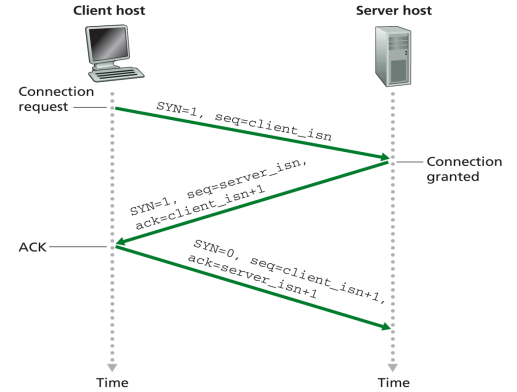 Client host
Server host
Connection
request
SYN=1, seq=client_isn
Connection
granted
SYN=1, seq=server_isn,
ack=client_isn+1
ACK
SYN=0, seq=client_isn+1,
ack=server_isn+1
Time
Time